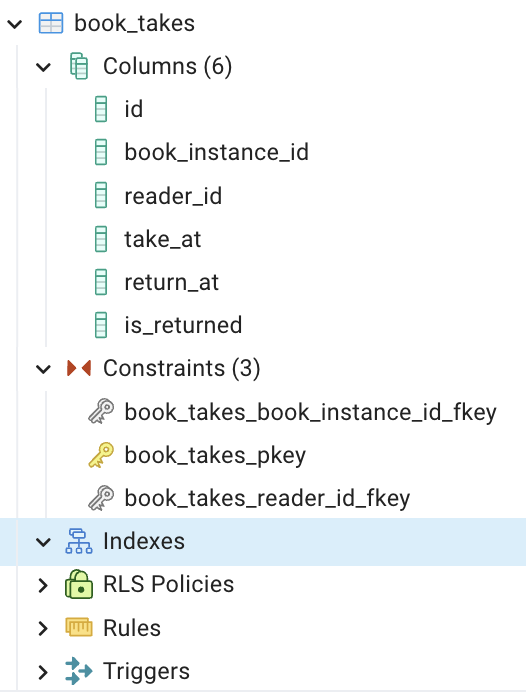 book_takes
Columns (6)
id
book_instance_id
reader_id
take_at
return_at
is_returned
Constraints (3)
book_takes_book_instance_id_fkey
book_takes_pkey
book_takes_reader_id_fkey
Indexes
RLS Policies
Rules
Triggers